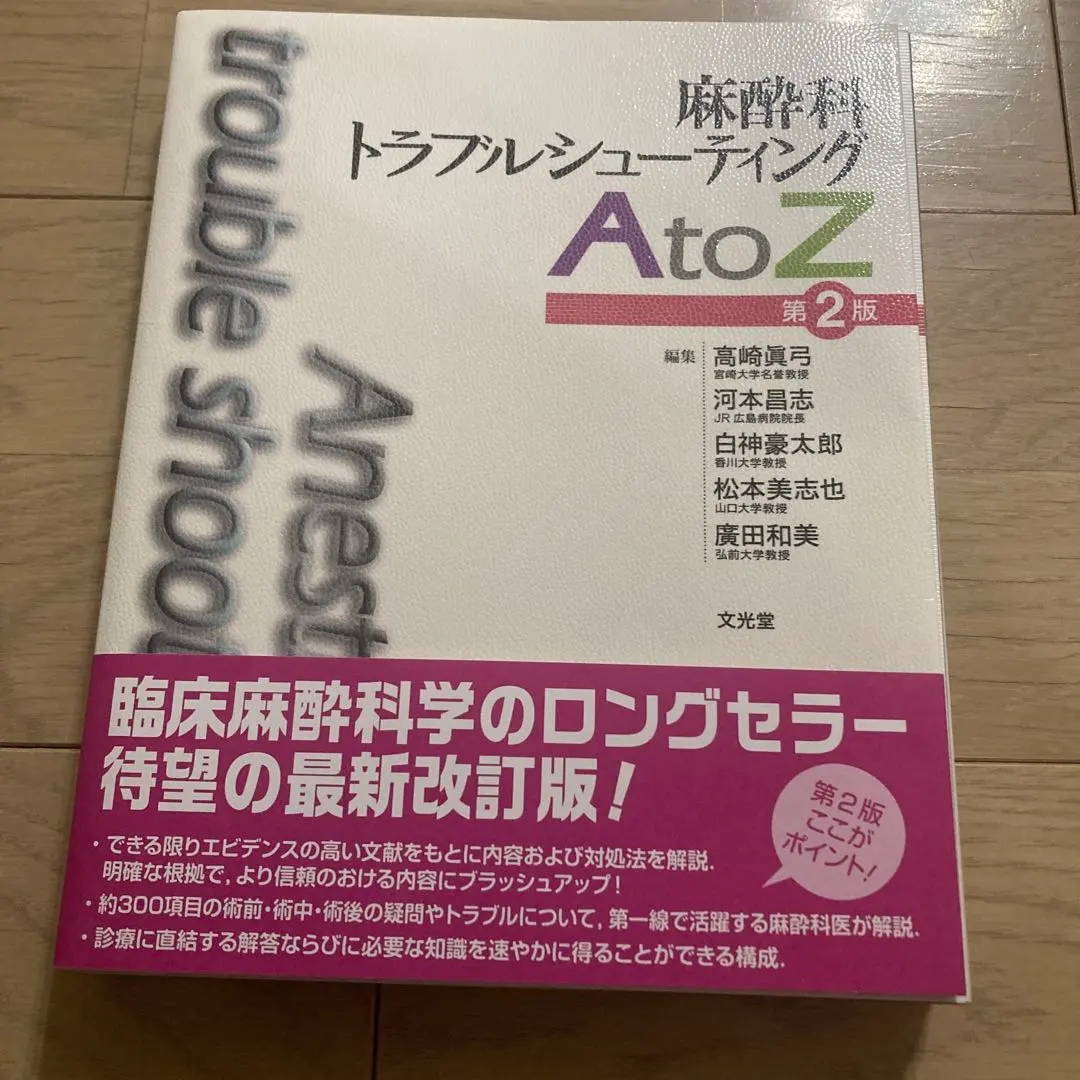 麻酔科
トラブルシューティング
AtoZ
第2版
編集
高崎眞弓
宮崎大学名誉教授
河本昌志
JR広島病院院長
白神豪太郎
香川大学教授
松本美志也
山口大学教授
廣田和美
弘前大学教授
文光堂
trouble shoot
Anest
臨床麻酔科学のロングセラー
待望の最新改訂版!
第2版
ここが
ポイント!
・できる限りエビデンスの高い文献をもとに内容および対処法を解説.
明確な根拠で,より信頼のおける内容にブラッシュアップ!
・約300項目の術前・術中・術後の疑問やトラブルについて,第一線で活躍する麻酔科医が解説.
・診療に直結する解答ならびに必要な知識を速やかに得ることができる構成.